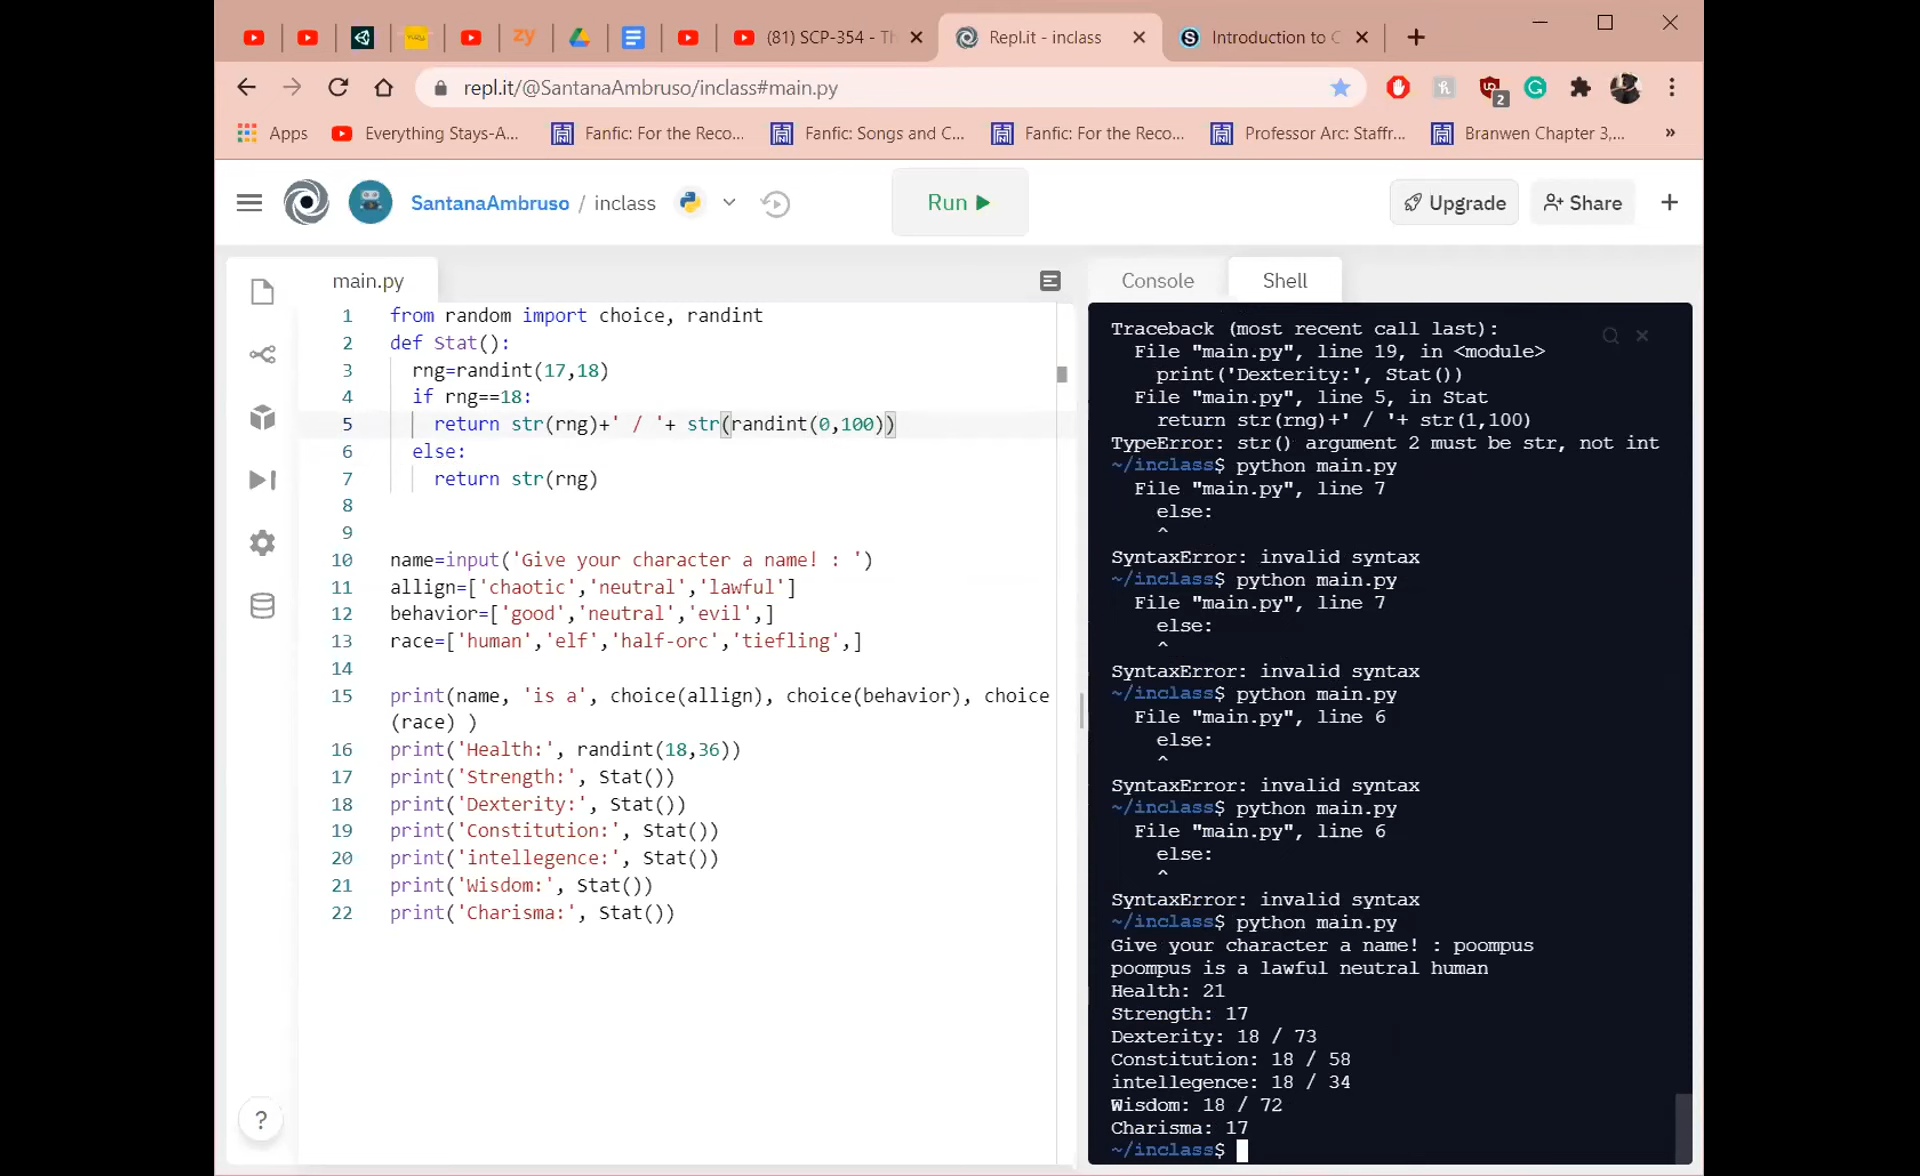 (81) SCP-354 - Th
Repl.it - inclass
Introduction to C
repl.it/@SantanaAmbruso/inclass#main.py
2
Apps
Everything Stays-A...
Fanfic: For the Reco...
Fanfic: Songs and C...
Fanfic: For the Reco...
Professor Arc: Staffr...
Branwen Chapter 3,...
»
SantanaAmbruso / inclass
Run
Upgrade
Share
main.py
1 from random import choice, randint
2 def Stat():
3 rng=randint(17,18)
4 if rng==18:
5 return str(rng)+' / '+ str(randint(0,100))
6 else:
7 return str(rng)
8
9
10 name=input('Give your character a name! : ')
11 allign=['chaotic','neutral','lawful']
12 behavior=['good','neutral','evil',]
13 race=['human','elf','half-orc','tiefling',]
14
15 print(name, 'is a', choice(allign), choice(behavior), choice
(race) )
16 print('Health:', randint(18,36))
17 print('Strength:', Stat())
18 print('Dexterity:', Stat())
19 print('Constitution:', Stat())
20 print('intellegence:', Stat())
21 print('Wisdom:', Stat())
22 print('Charisma:', Stat())
?
Console
Shell
Traceback (most recent call last):
File "main.py", line 19, in <module>
print('Dexterity:', Stat())
File "main.py", line 5, in Stat
return str(rng)+' / '+ str(1,100)
TypeError: str() argument 2 must be str, not int
~/inclass$ python main.py
File "main.py", line 7
else:
^
SyntaxError: invalid syntax
~/inclass$ python main.py
File "main.py", line 7
else:
^
SyntaxError: invalid syntax
~/inclass$ python main.py
File "main.py", line 6
else:
^
SyntaxError: invalid syntax
~/inclass$ python main.py
File "main.py", line 6
else:
^
SyntaxError: invalid syntax
~/inclass$ python main.py
Give your character a name! : poompus
poompus is a lawful neutral human
Health: 21
Strength: 17
Dexterity: 18 / 73
Constitution: 18 / 58
intellegence: 18 / 34
Wisdom: 18 / 72
Charisma: 17
~/inclass$